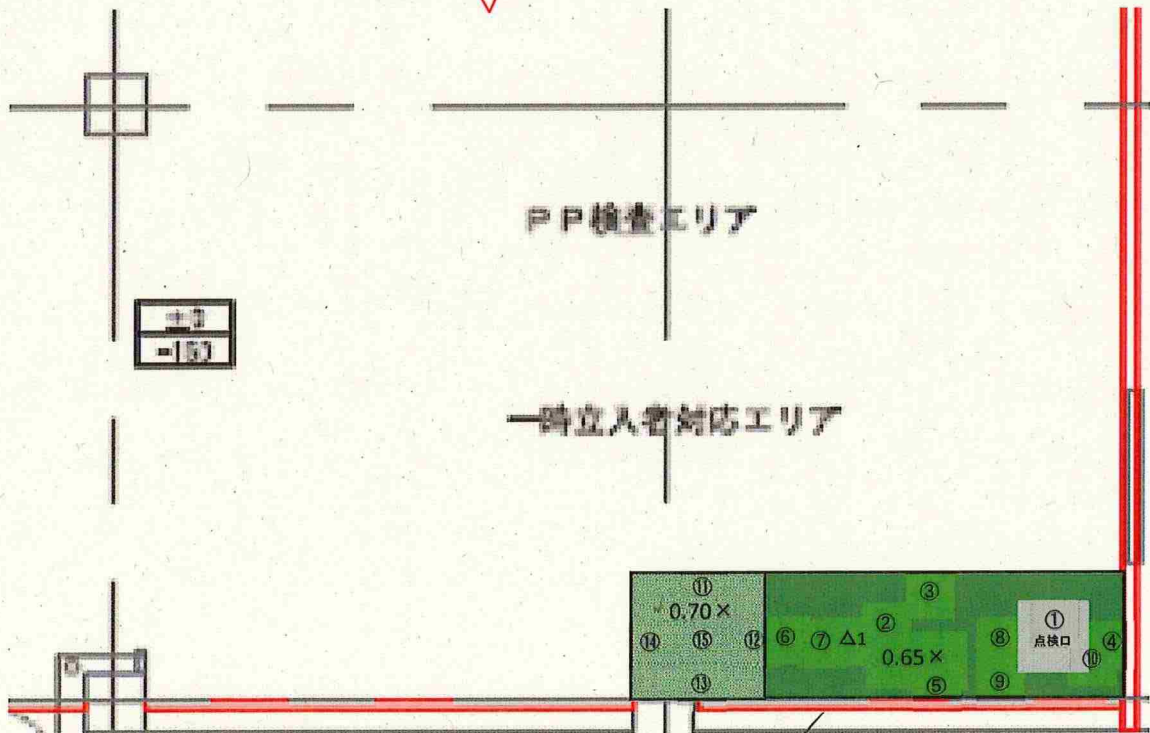 PP検査エリア
±0
-150
一時立入者対応エリア
⑪
0.70×
⑭ ⑮ ⑫
⑬
③
② ①
⑥ ⑦ △1 ⑧ 点検口 ④
0.65× ⑩
⑤ ⑨